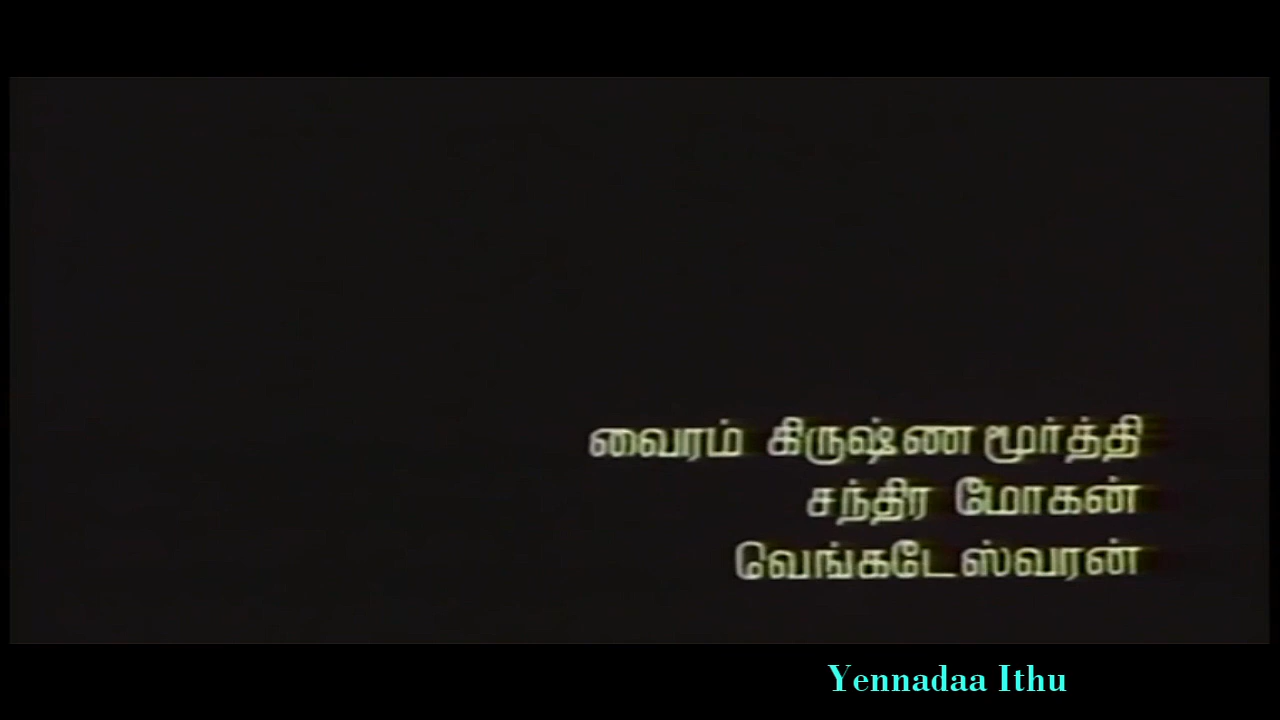 வைரம் கிருஷ்ணமூர்த்தி
சந்திர மோகன்
வெங்கடேஸ்வரன்
Yennadaa Ithu